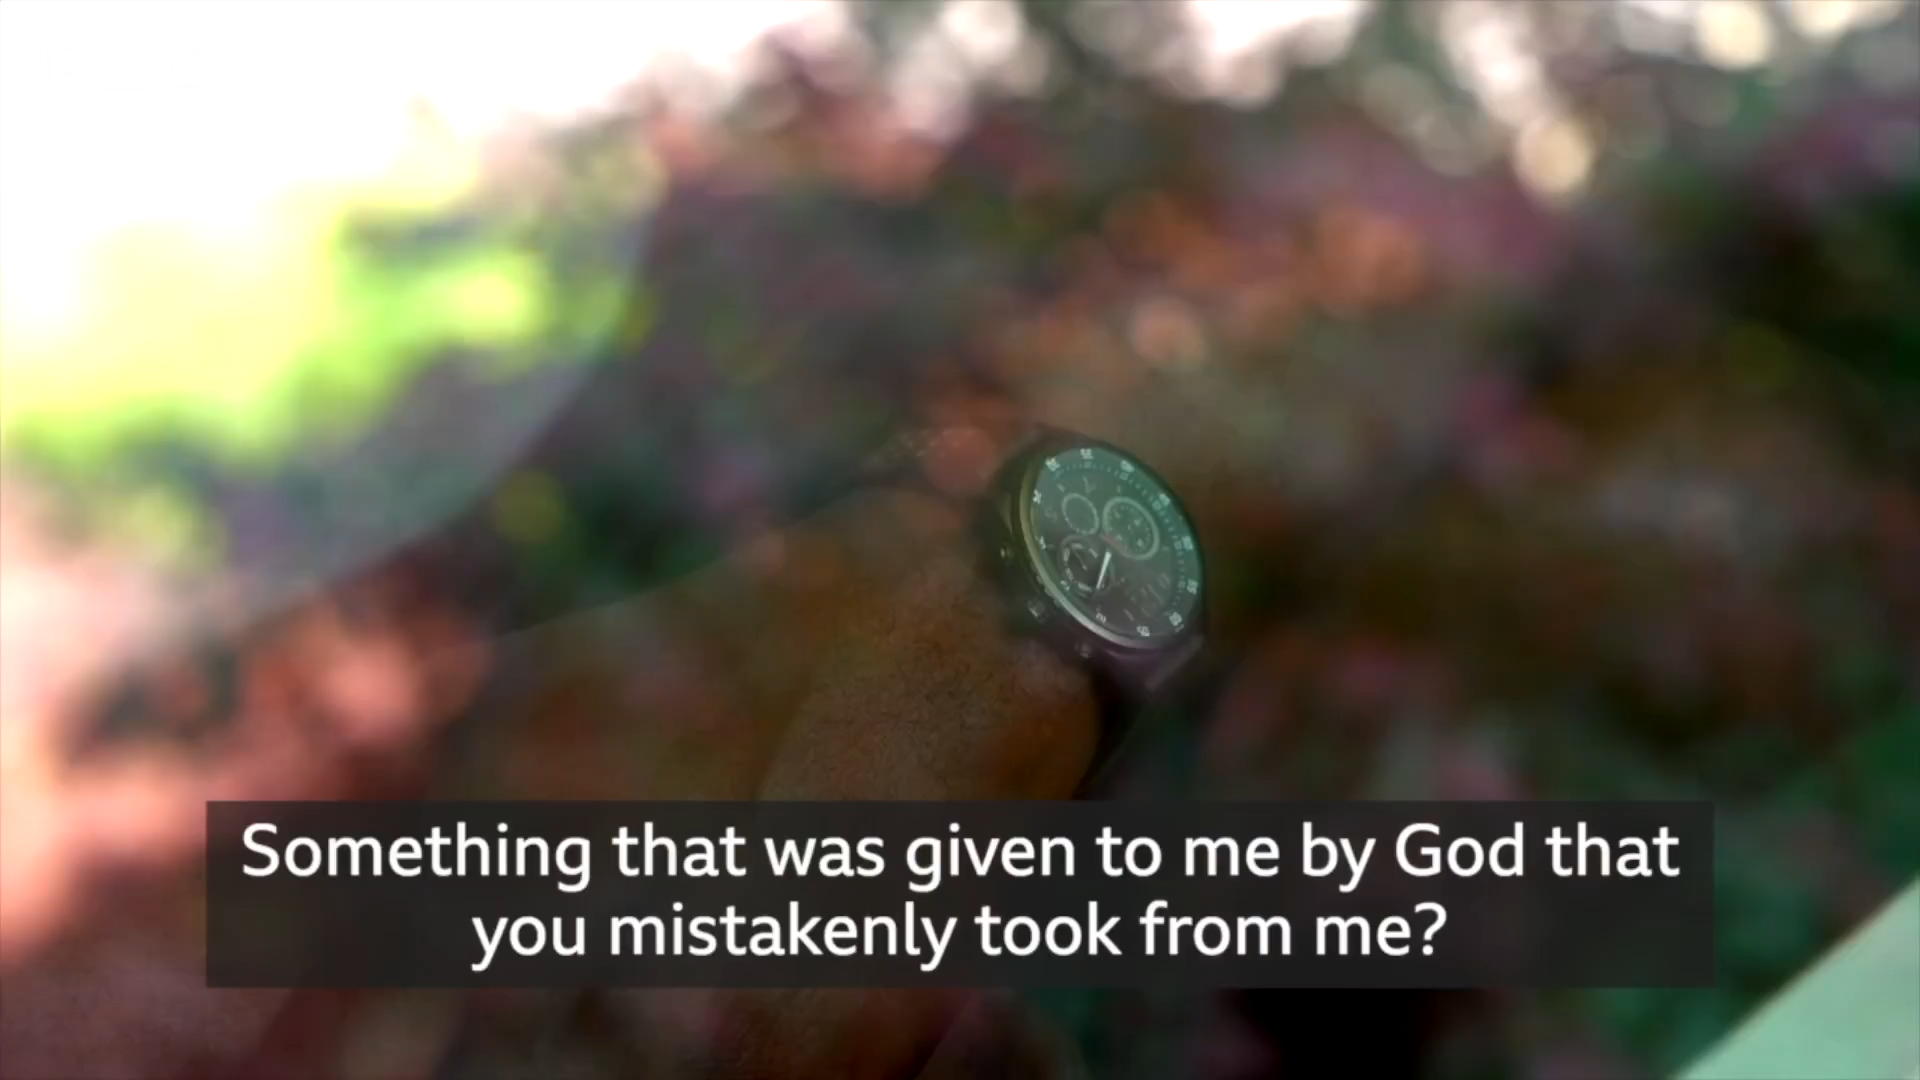 Something that was given to me by God that
you mistakenly took from me?